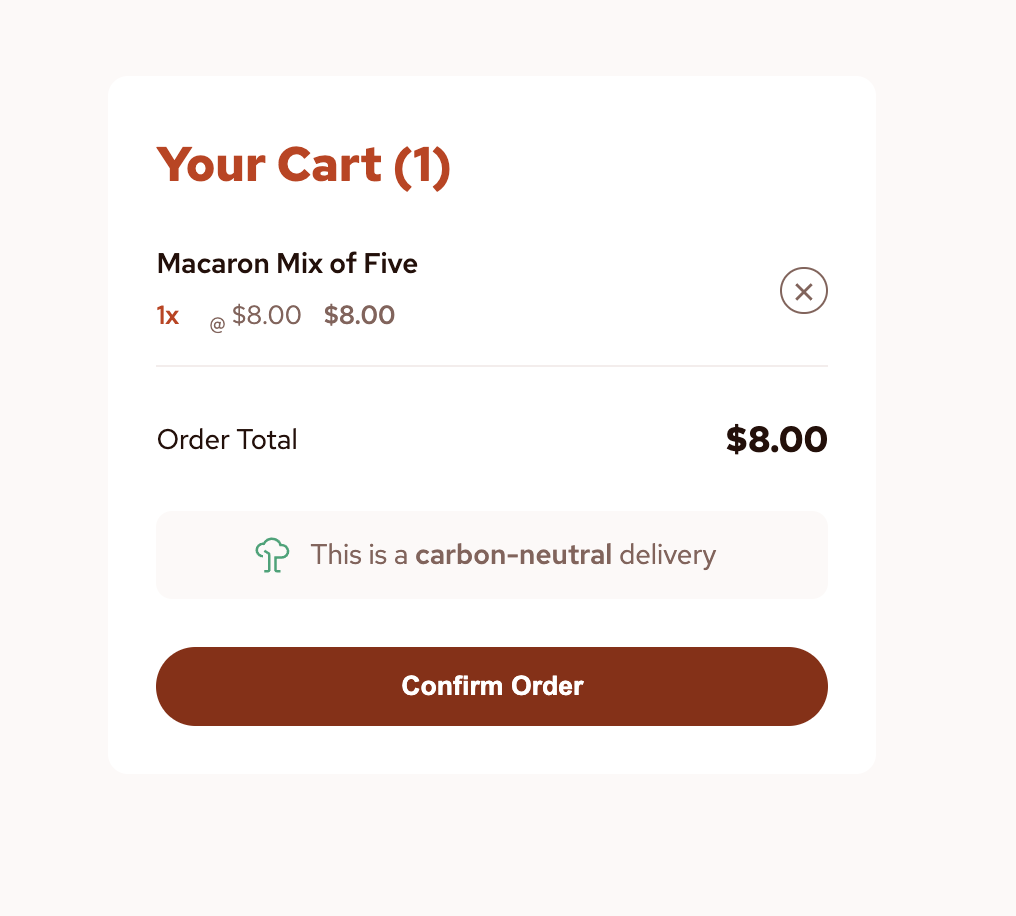 Your Cart (1)
Macaron Mix of Five
1x @ $8.00 $8.00
Order Total $8.00
This is a carbon-neutral delivery
Confirm Order